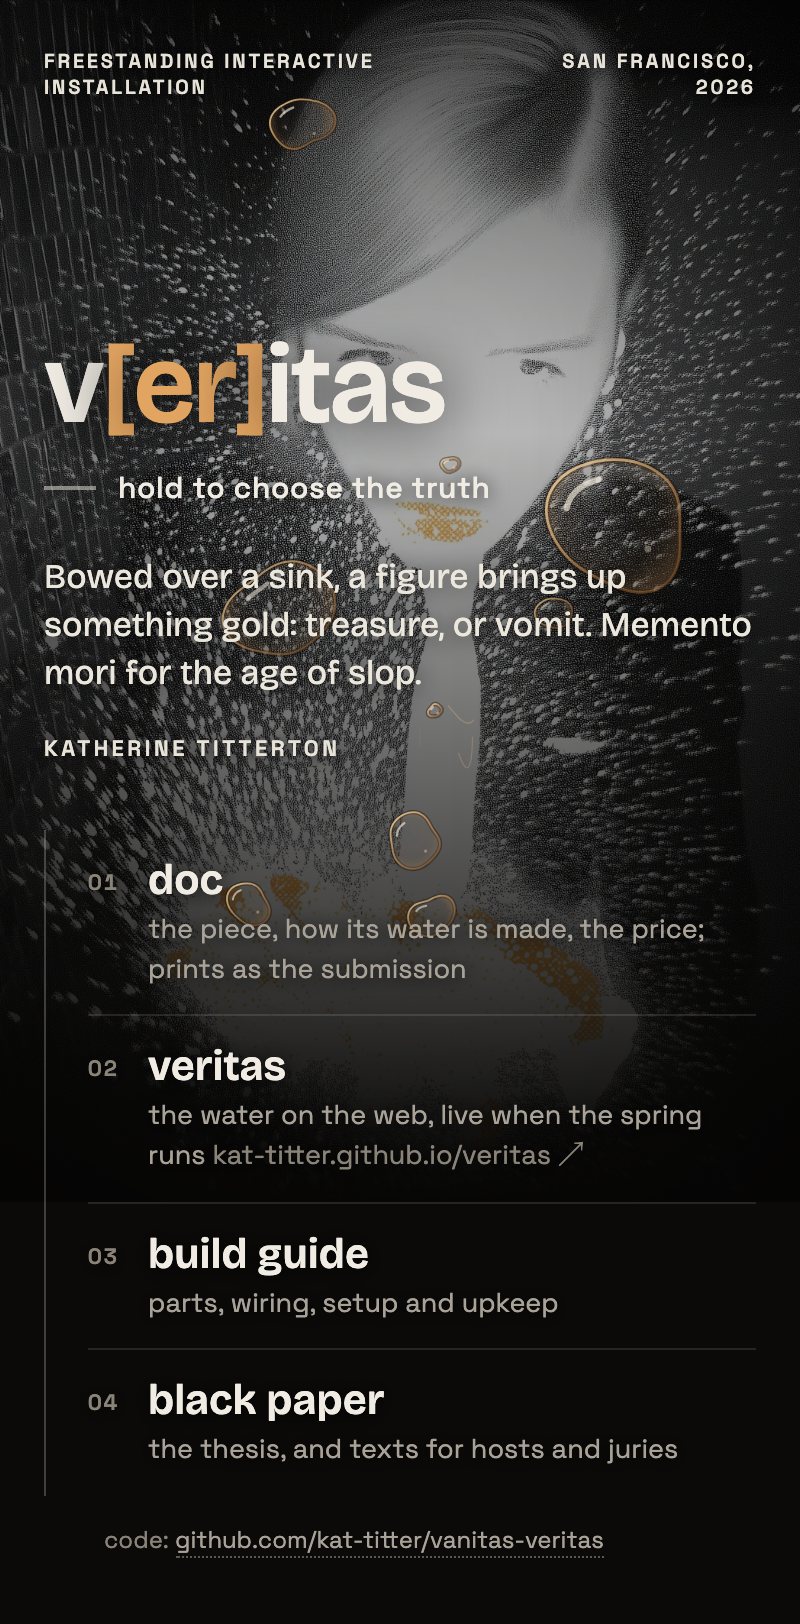 FREESTANDING INTERACTIVE
INSTALLATION
SAN FRANCISCO,
2026
v[er]itas
hold to choose the truth
Bowed over a sink, a figure brings up
something gold: treasure, or vomit. Memento
mori for the age of slop.
KATHERINE TITTERTON
01 doc
the piece, how its water is made, the price;
prints as the submission
02 veritas
the water on the web, live when the spring
runs kat-titter.github.io/veritas ↗
03 build guide
parts, wiring, setup and upkeep
04 black paper
the thesis, and texts for hosts and juries
code: github.com/kat-titter/vanitas-veritas